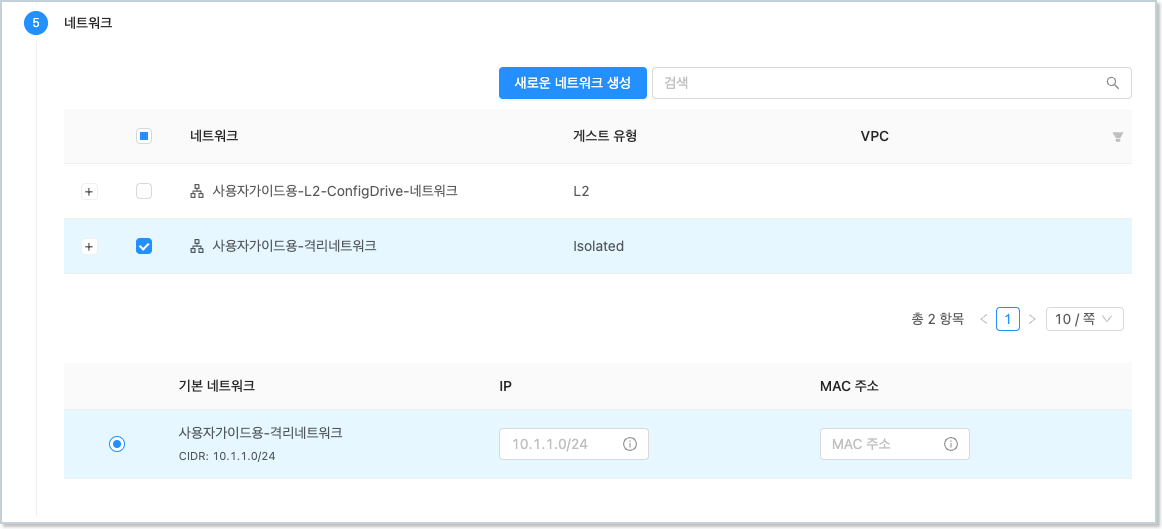 5 네트워크
새로운 네트워크 생성 검색
네트워크 게스트 유형 VPC
+ 사용자가이드용-L2-ConfigDrive-네트워크 L2
+ 사용자가이드용-격리네트워크 Isolated
총 2 항목 < 1 > 10 / 쪽
기본 네트워크 IP MAC 주소
사용자가이드용-격리네트워크 10.1.1.0/24 MAC 주소
CIDR: 10.1.1.0/24